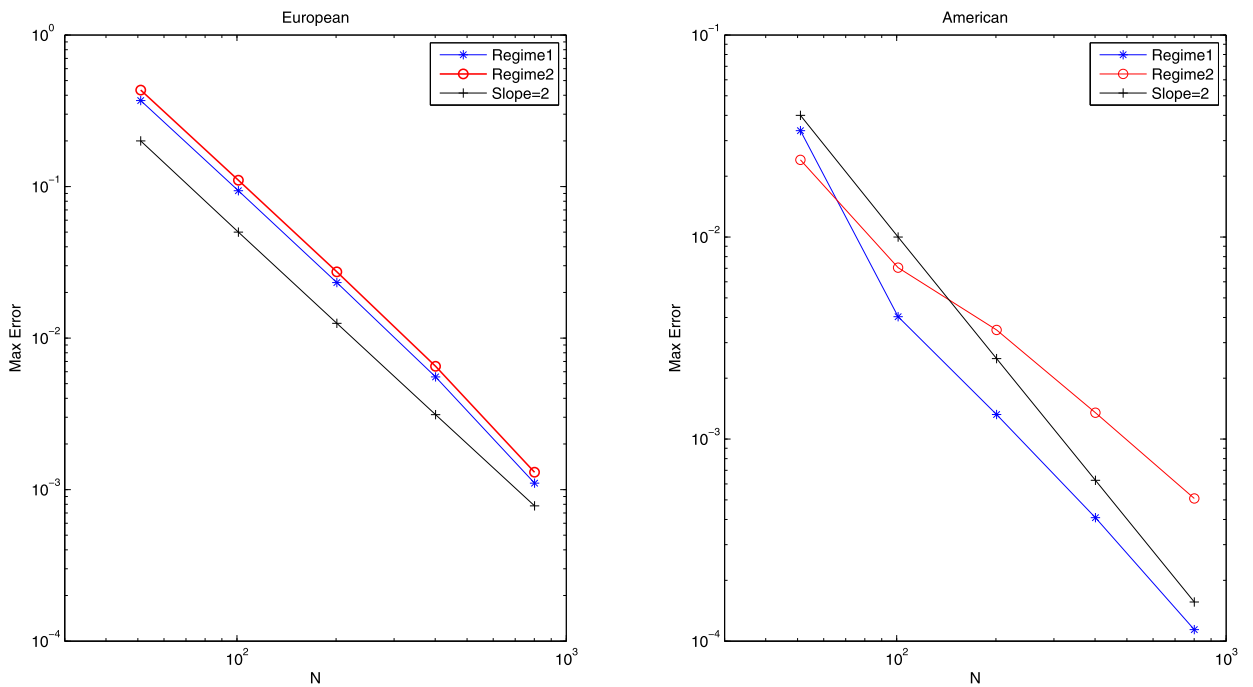 European
10^0
10^-1
10^-2
10^-3
10^-4
Max Error
10^2
10^3
N
Regime1
Regime2
Slope=2
American
10^-1
10^-2
10^-3
10^-4
Max Error
10^2
10^3
N
Regime1
Regime2
Slope=2